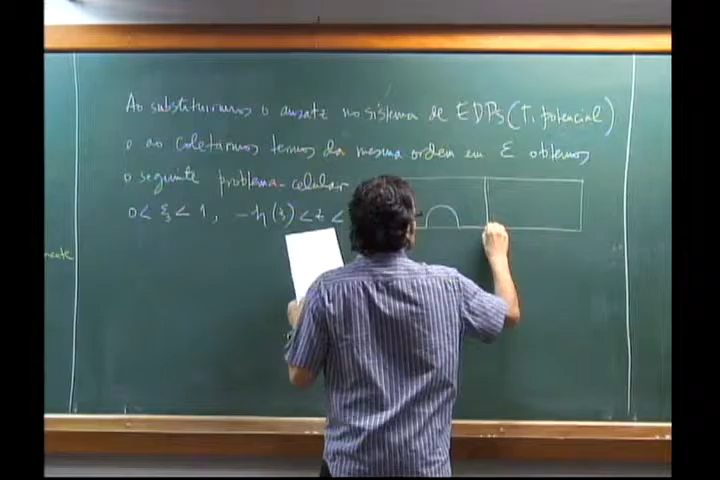 Ao substituirmos o ansatz no sistema de EDPs (T. potencial)
e ao coletarmos termos da mesma ordem em ε obtemos
o seguinte problema celular
0 < ξ < 1, -h(ξ) < z <
mente